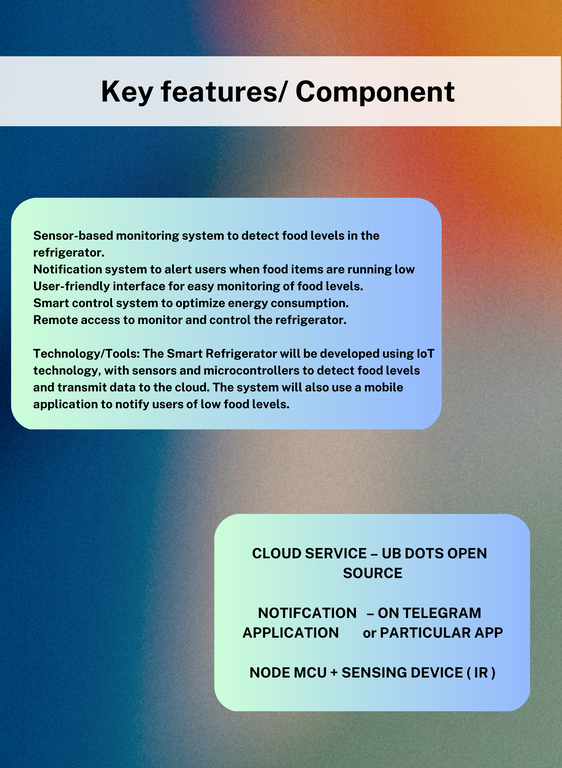 Key features/ Component
Sensor-based monitoring system to detect food levels in the
refrigerator.
Notification system to alert users when food items are running low
User-friendly interface for easy monitoring of food levels.
Smart control system to optimize energy consumption.
Remote access to monitor and control the refrigerator.
Technology/Tools: The Smart Refrigerator will be developed using IoT
technology, with sensors and microcontrollers to detect food levels
and transmit data to the cloud. The system will also use a mobile
application to notify users of low food levels.
CLOUD SERVICE – UB DOTS OPEN
SOURCE
NOTIFCATION – ON TELEGRAM
APPLICATION or PARTICULAR APP
NODE MCU + SENSING DEVICE ( IR )